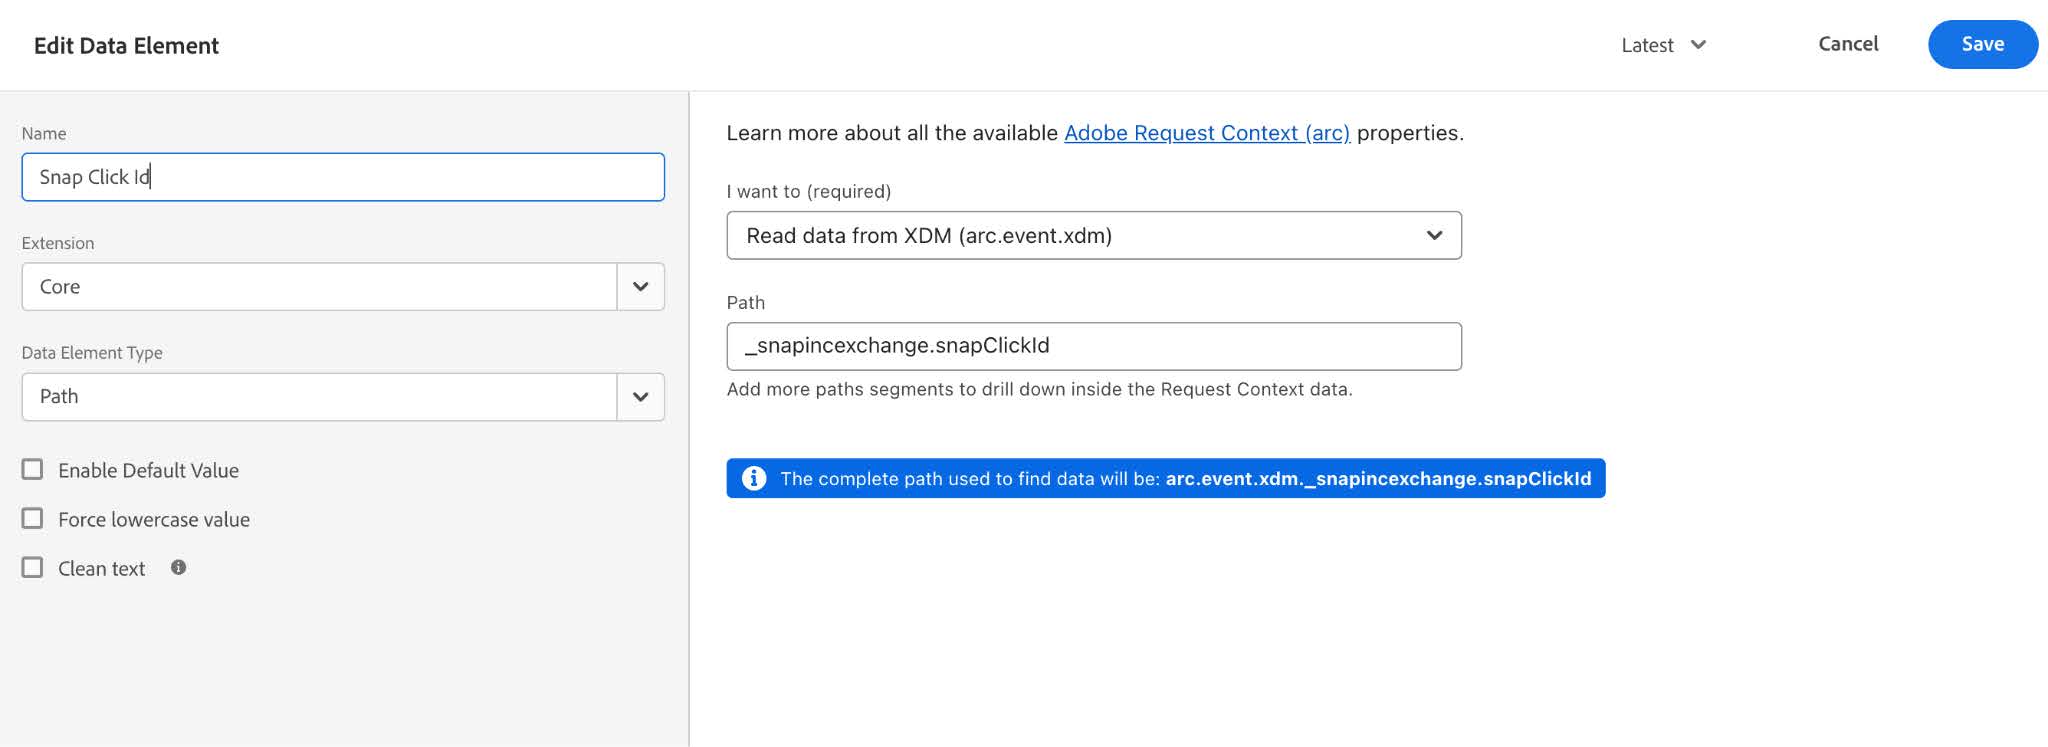 Edit Data Element
Latest
Cancel
Save
Name
Snap Click Id
Extension
Core
Data Element Type
Path
Enable Default Value
Force lowercase value
Clean text
Learn more about all the available Adobe Request Context (arc) properties.
I want to (required)
Read data from XDM (arc.event.xdm)
Path
_snapincexchange.snapClickId
Add more paths segments to drill down inside the Request Context data.
The complete path used to find data will be: arc.event.xdm._snapincexchange.snapClickId